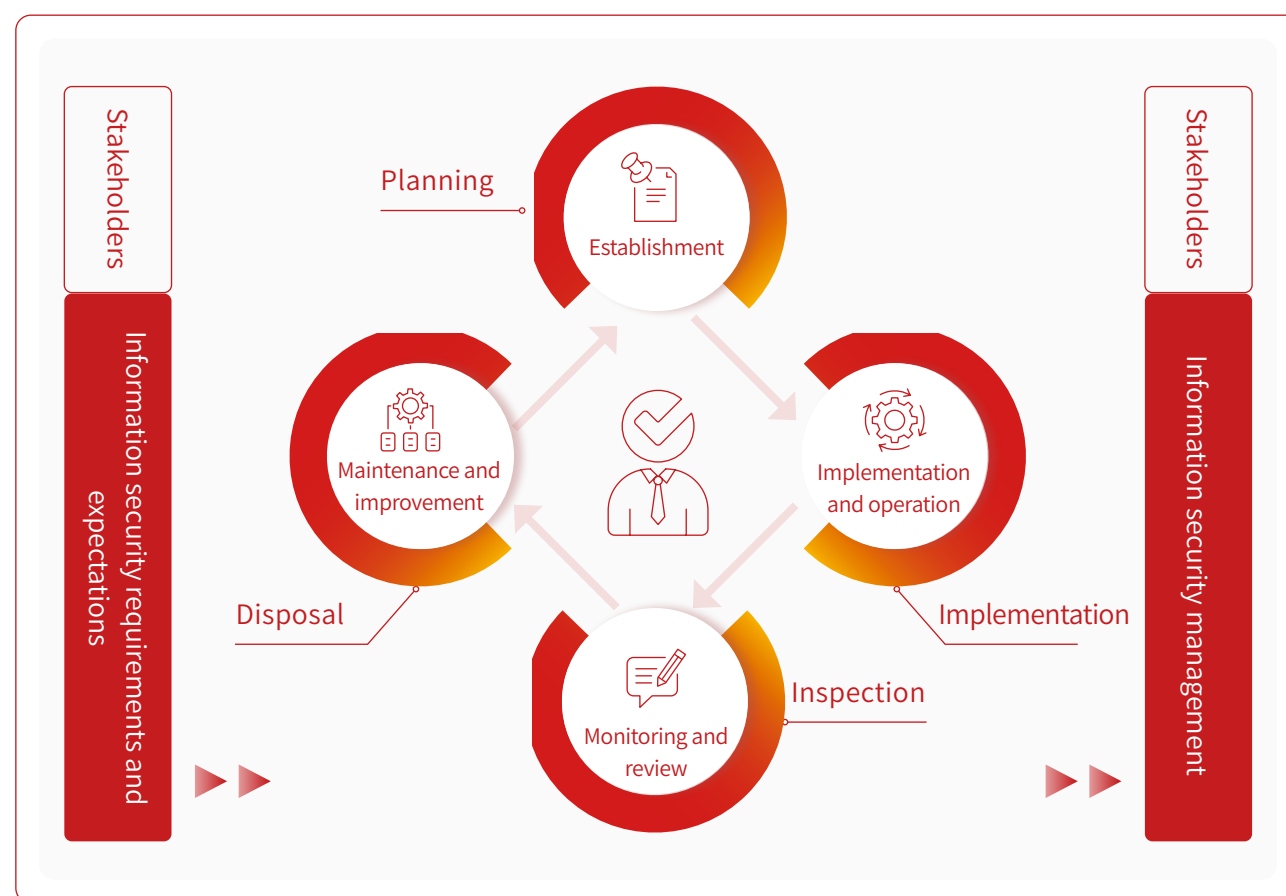 Stakeholders
Information security requirements and
expectations
Planning
Establishment
Maintenance and
improvement
Implementation
and operation
Disposal
Implementation
Monitoring and
review
Inspection
Stakeholders
Information security management